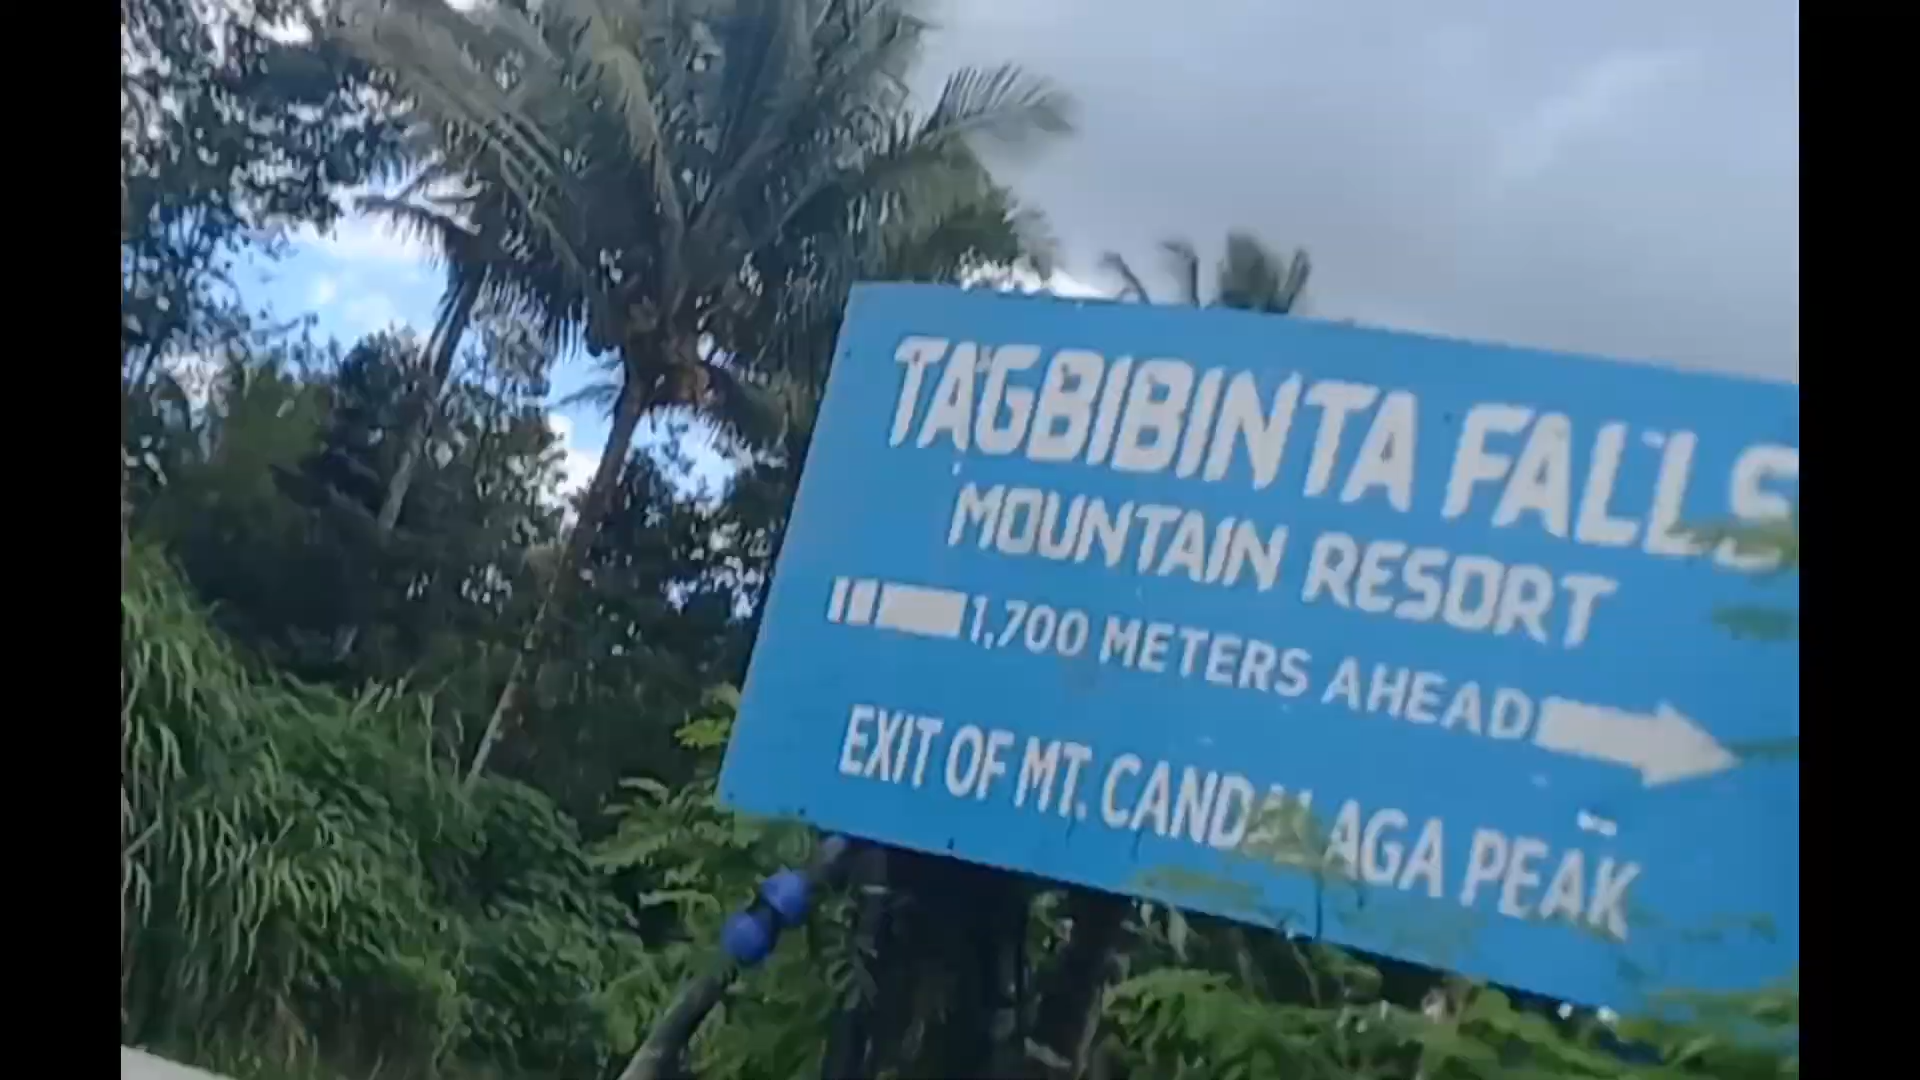 TAGBIBINTA FALLS
MOUNTAIN RESORT
1,700 METERS AHEAD
EXIT OF MT. CANDALAGA PEAK